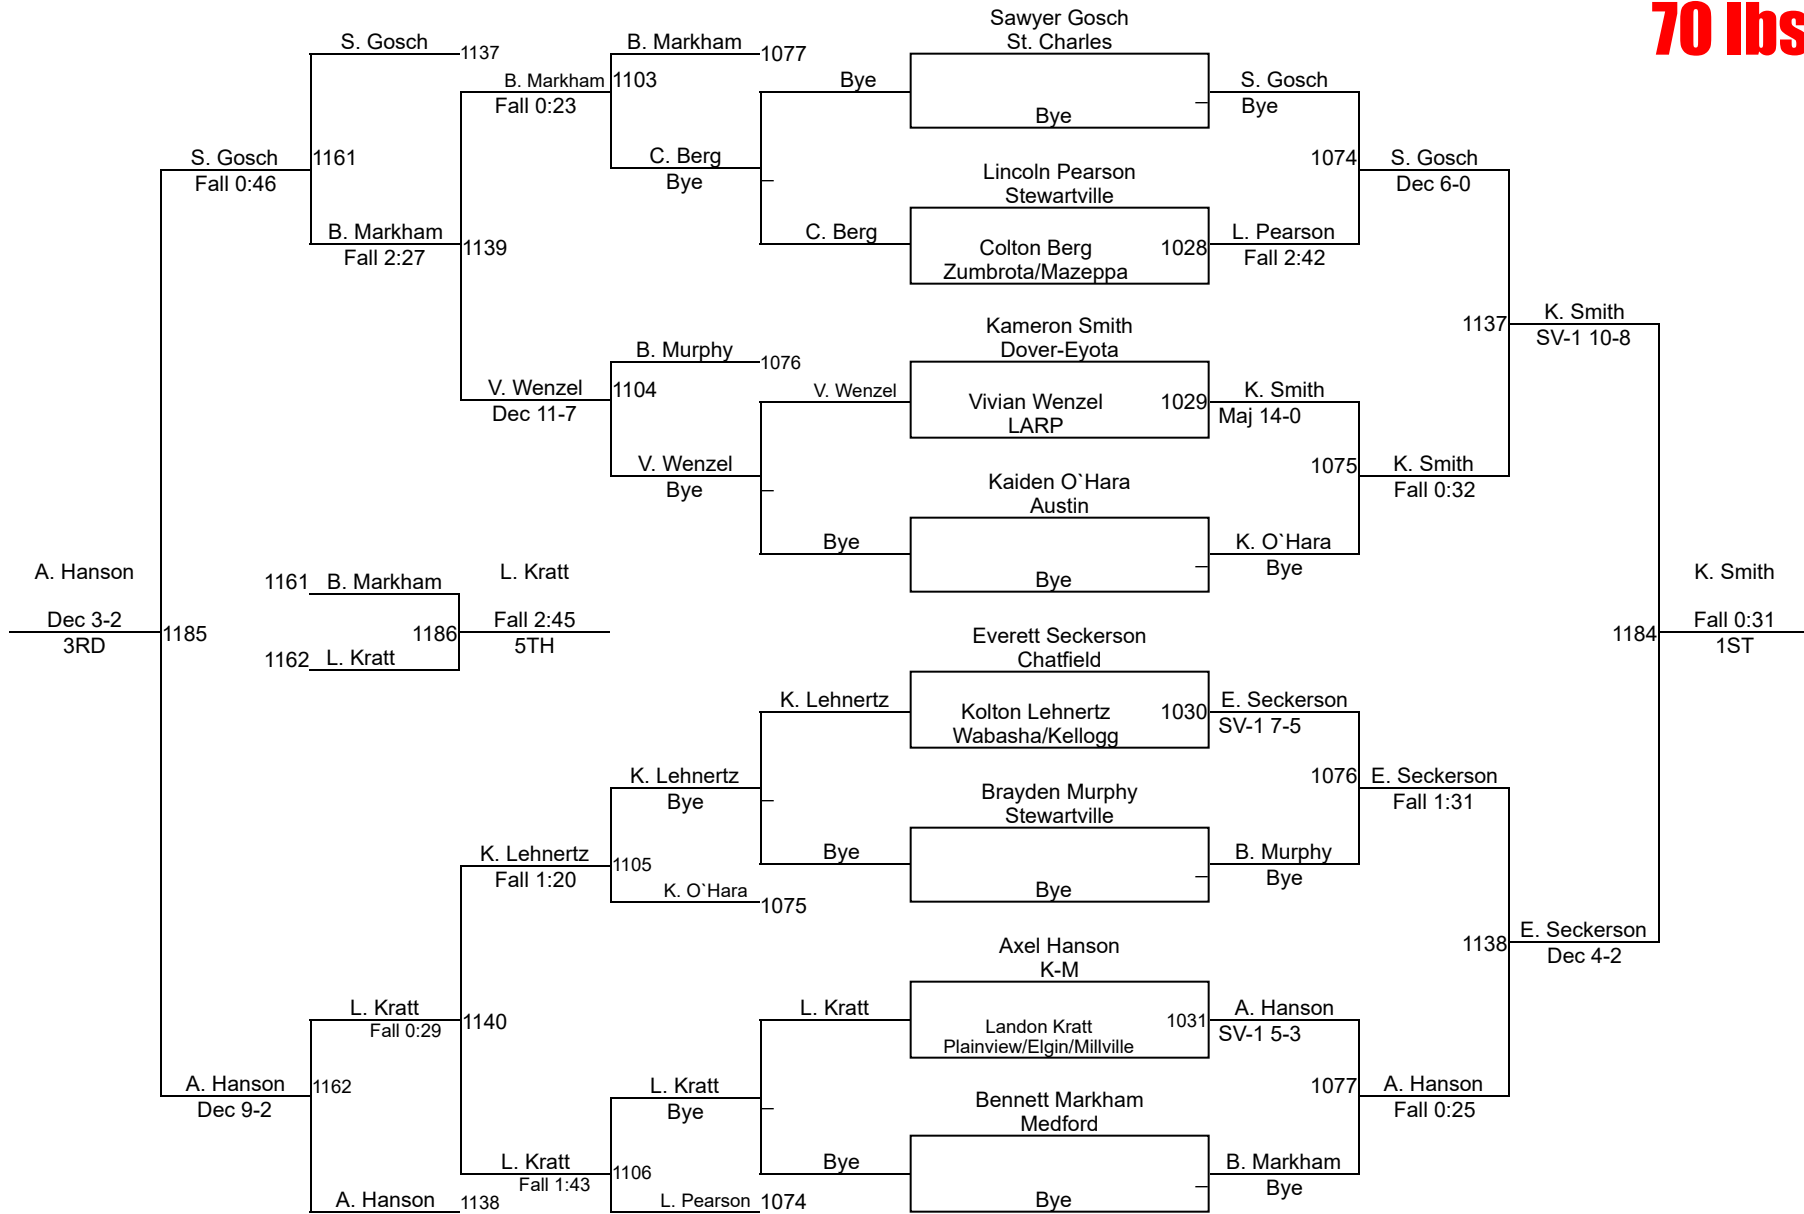 70 lbs
Sawyer Gosch
St. Charles
S. Gosch
1137
B. Markham
1077
B. Markham
1103
Fall 0:23
Bye
Bye
S. Gosch
Bye
S. Gosch
1161
Fall 0:46
C. Berg
Bye
1074
S. Gosch
Dec 6-0
Lincoln Pearson
Stewartville
B. Markham
1139
Fall 2:27
C. Berg
Colton Berg
1028
Zumbrota/Mazeppa
L. Pearson
Fall 2:42
1137
K. Smith
SV-1 10-8
Kameron Smith
Dover-Eyota
B. Murphy
1076
V. Wenzel
1104
Dec 11-7
V. Wenzel
Vivian Wenzel
1029
LARP
K. Smith
Maj 14-0
V. Wenzel
Bye
1075
K. Smith
Fall 0:32
Kaiden O`Hara
Austin
Bye
Bye
K. O`Hara
Bye
A. Hanson
Dec 3-2
3RD
1185
1161
B. Markham
1162
L. Kratt
1186
L. Kratt
Fall 2:45
5TH
K. Smith
1184
Fall 0:31
1ST
Everett Seckerson
Chatfield
K. Lehnertz
Kolton Lehnertz
1030
Wabasha/Kellogg
E. Seckerson
SV-1 7-5
K. Lehnertz
Bye
1076
E. Seckerson
Fall 1:31
Brayden Murphy
Stewartville
K. Lehnertz
1105
Fall 1:20
Bye
Bye
B. Murphy
Bye
K. O`Hara
1075
1138
E. Seckerson
Dec 4-2
Axel Hanson
K-M
L. Kratt
1140
Fall 0:29
L. Kratt
Landon Kratt
1031
Plainview/Elgin/Millville
A. Hanson
SV-1 5-3
A. Hanson
1162
Dec 9-2
L. Kratt
Bye
1077
A. Hanson
Fall 0:25
Bennett Markham
Medford
L. Kratt
1106
Fall 1:43
Bye
Bye
B. Markham
Bye
A. Hanson
1138
L. Pearson
1074